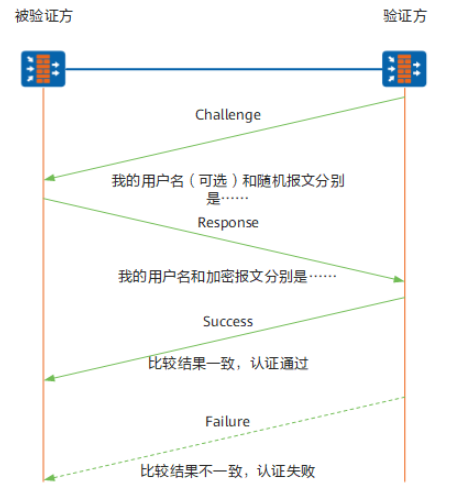 被验证方
验证方
Challenge
我的用户名（可选）和随机报文分别
是……
Response
我的用户名和加密报文分别是……
Success
比较结果一致，认证通过
Failure
比较结果不一致，认证失败